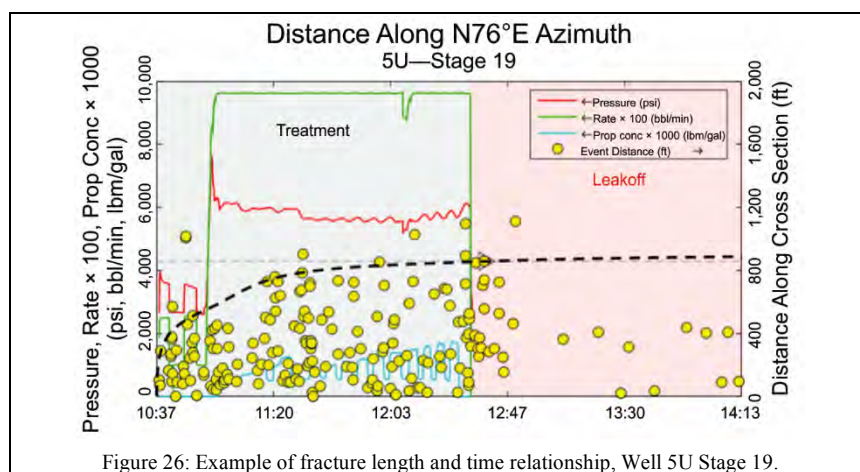 Distance Along N76°E Azimuth
5U—Stage 19
Pressure, Rate × 100, Prop Conc × 1000
(psi, bbl/min, lbm/gal)
10,000
8,000
6,000
4,000
2,000
0
Treatment
←Pressure (psi)
←Rate × 100 (bbl/min)
←Prop conc × 1000 (lbm/gal)
Event Distance (ft) →
Leakoff
2,000
1,600
1,200
800
400
0
Distance Along Cross Section (ft)
10:37 11:20 12:03 12:47 13:30 14:13
Figure 26: Example of fracture length and time relationship, Well 5U Stage 19.